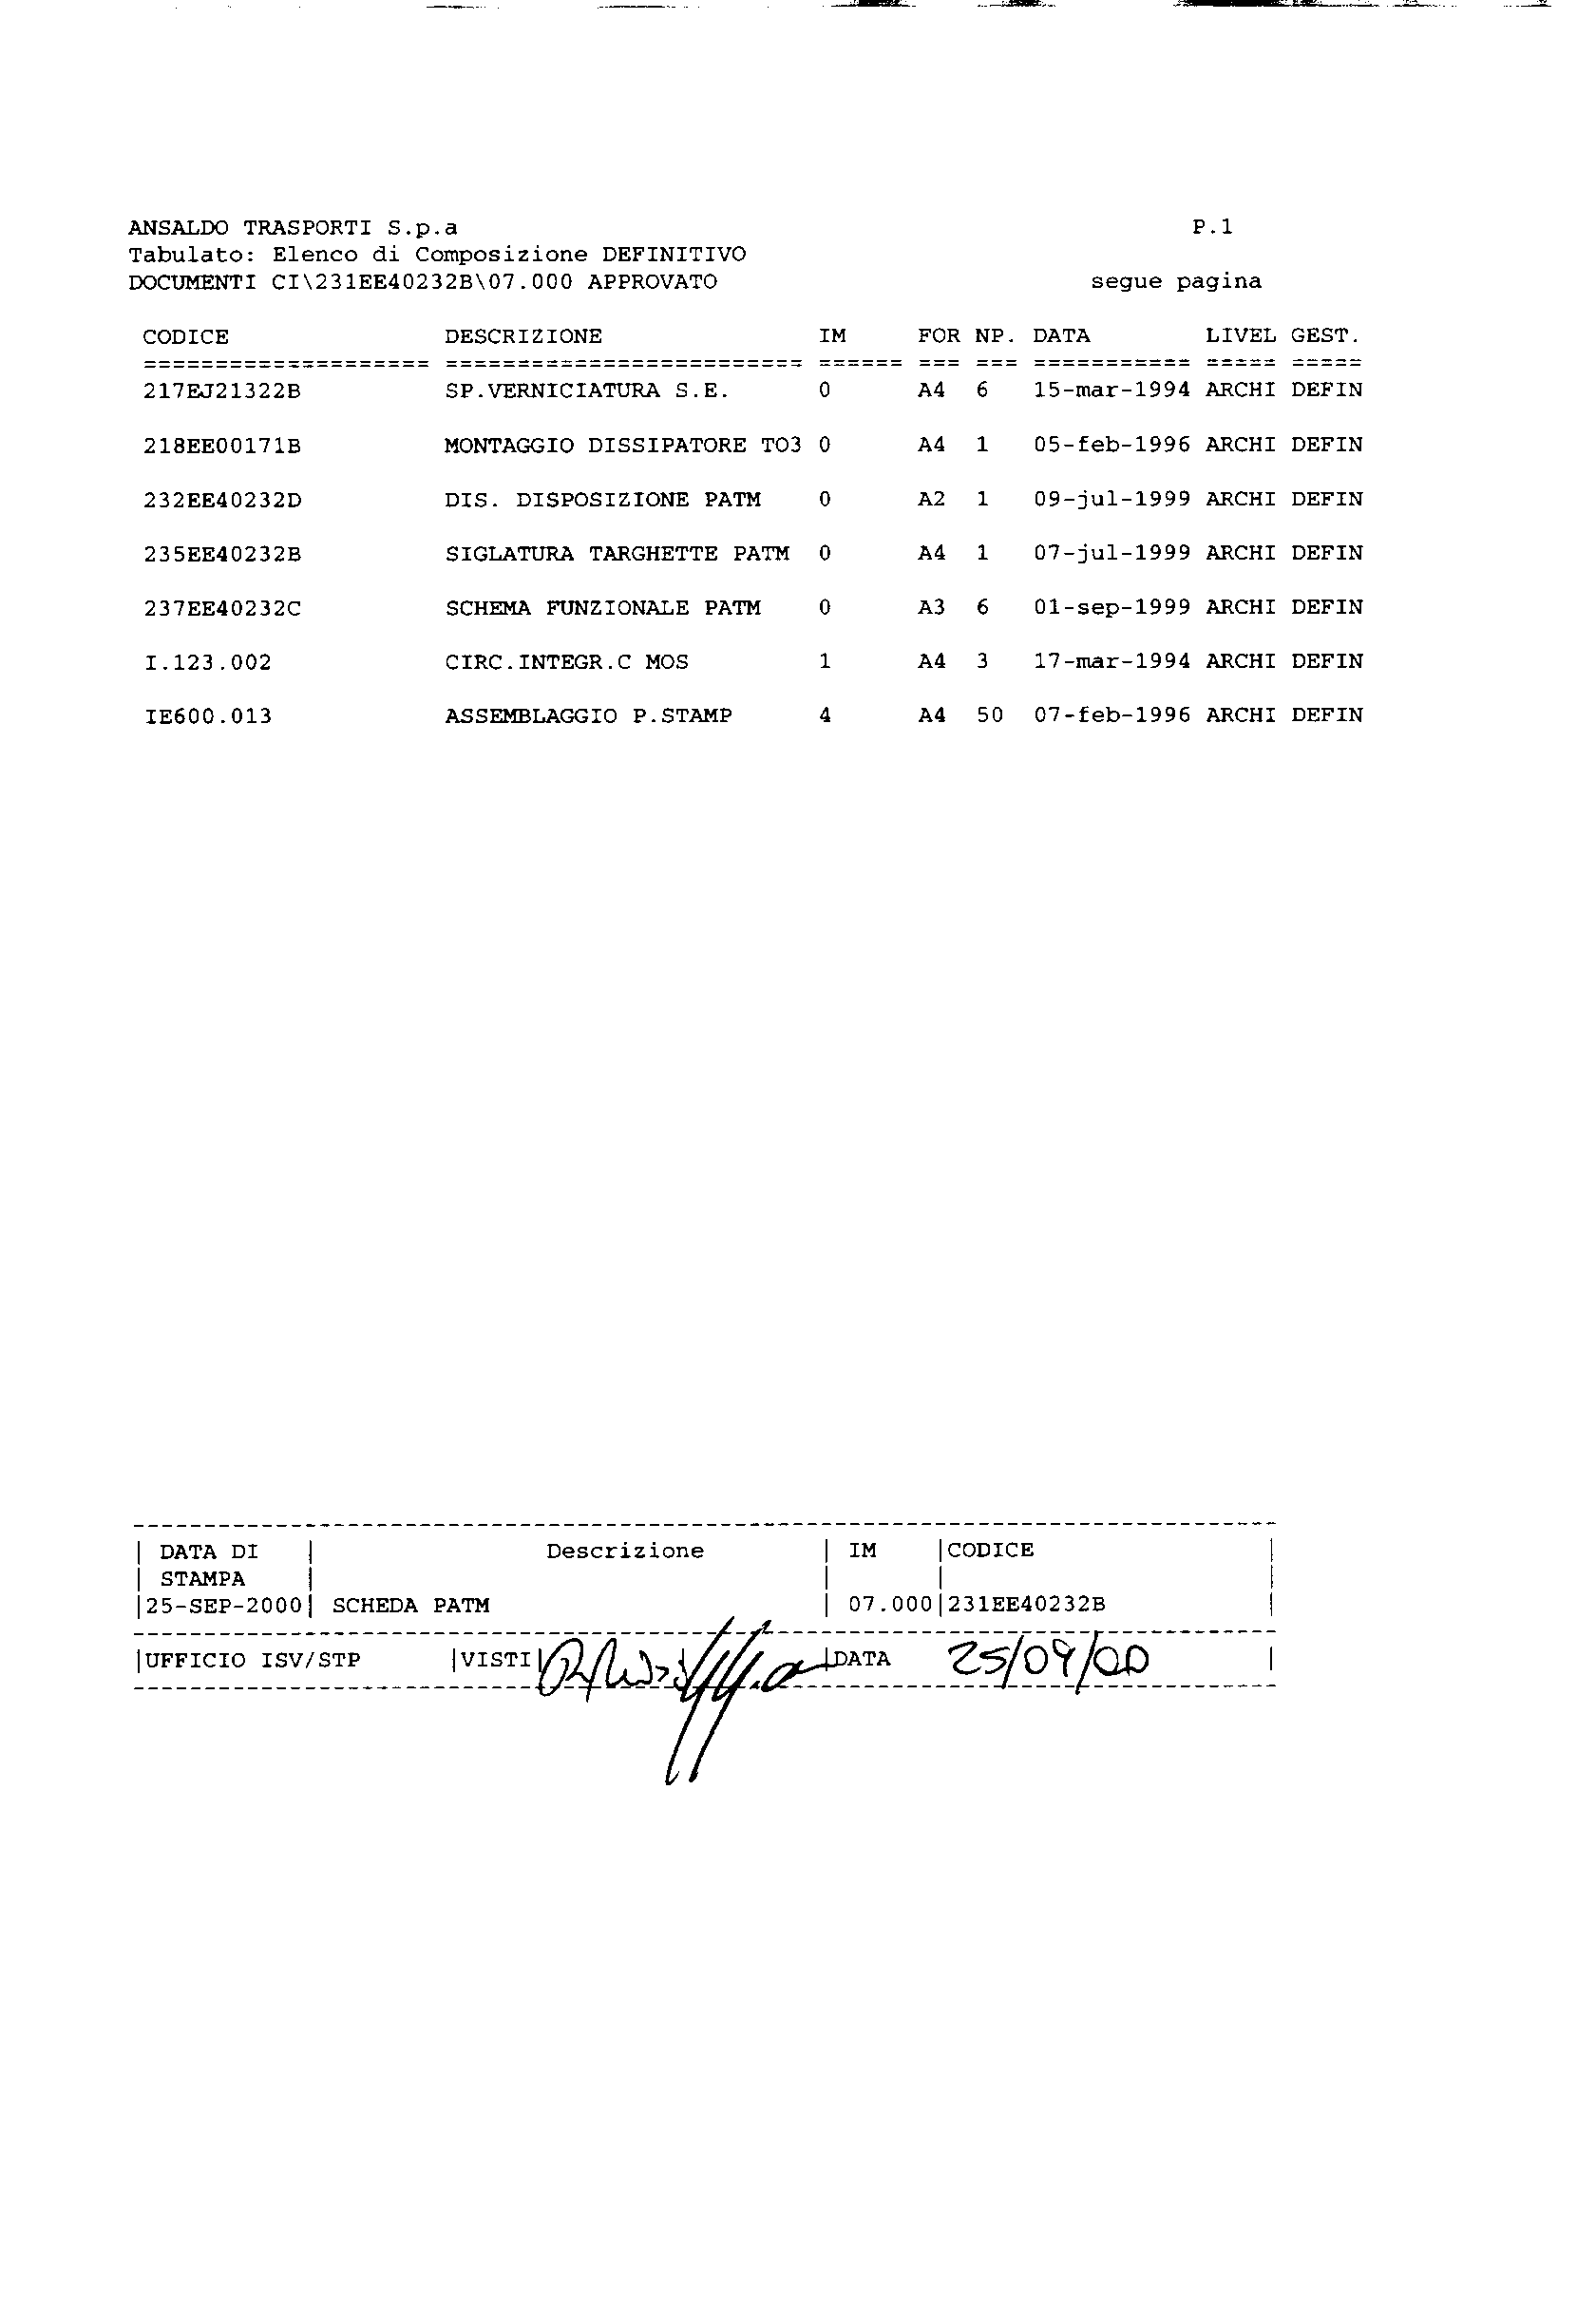 ANSALDO TRASPORTI S.p.a P.1
Tabulato: Elenco di Composizione DEFINITIVO
DOCUMENTI CI\231EE40232B\07.000 APPROVATO segue pagina
CODICE DESCRIZIONE IM FOR NP. DATA LIVEL GEST.
==================== ========================= ====== === === =========== ===== =====
217EJ21322B SP.VERNICIATURA S.E. 0 A4 6 15-mar-1994 ARCHI DEFIN
218EE00171B MONTAGGIO DISSIPATORE TO3 0 A4 1 05-feb-1996 ARCHI DEFIN
232EE40232D DIS. DISPOSIZIONE PATM 0 A2 1 09-jul-1999 ARCHI DEFIN
235EE40232B SIGLATURA TARGHETTE PATM 0 A4 1 07-jul-1999 ARCHI DEFIN
237EE40232C SCHEMA FUNZIONALE PATM 0 A3 6 01-sep-1999 ARCHI DEFIN
I.123.002 CIRC.INTEGR.C MOS 1 A4 3 17-mar-1994 ARCHI DEFIN
IE600.013 ASSEMBLAGGIO P.STAMP 4 A4 50 07-feb-1996 ARCHI DEFIN
| DATA DI | Descrizione | IM |CODICE |
| STAMPA | | | |
|25-SEP-2000| SCHEDA PATM | 07.000|231EE40232B |
|UFFICIO ISV/STP |VISTI| |DATA 25/09/00 |